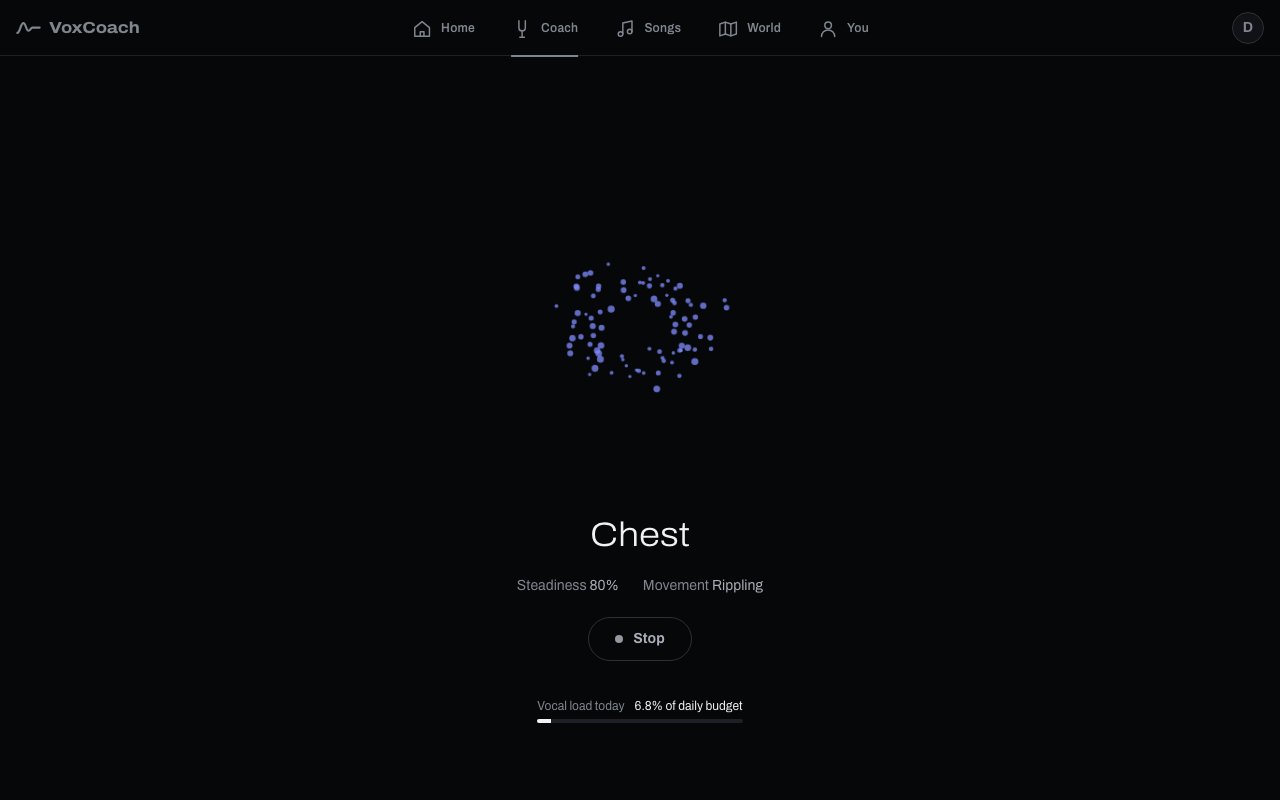 VoxCoach
Home
Coach
Songs
World
You
D
Chest
Steadiness 80% Movement Rippling
Stop
Vocal load today 6.8% of daily budget